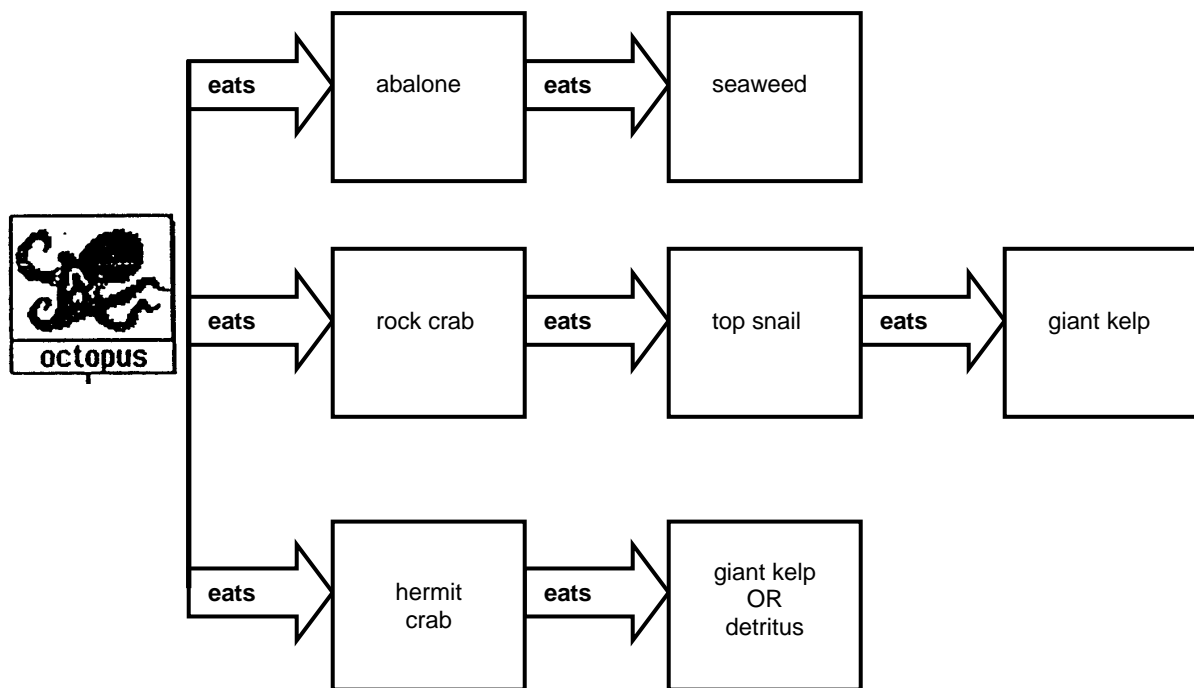 eats
abalone
eats
seaweed
octopus
eats
rock crab
eats
top snail
eats
giant kelp
eats
hermit
crab
eats
giant kelp
OR
detritus